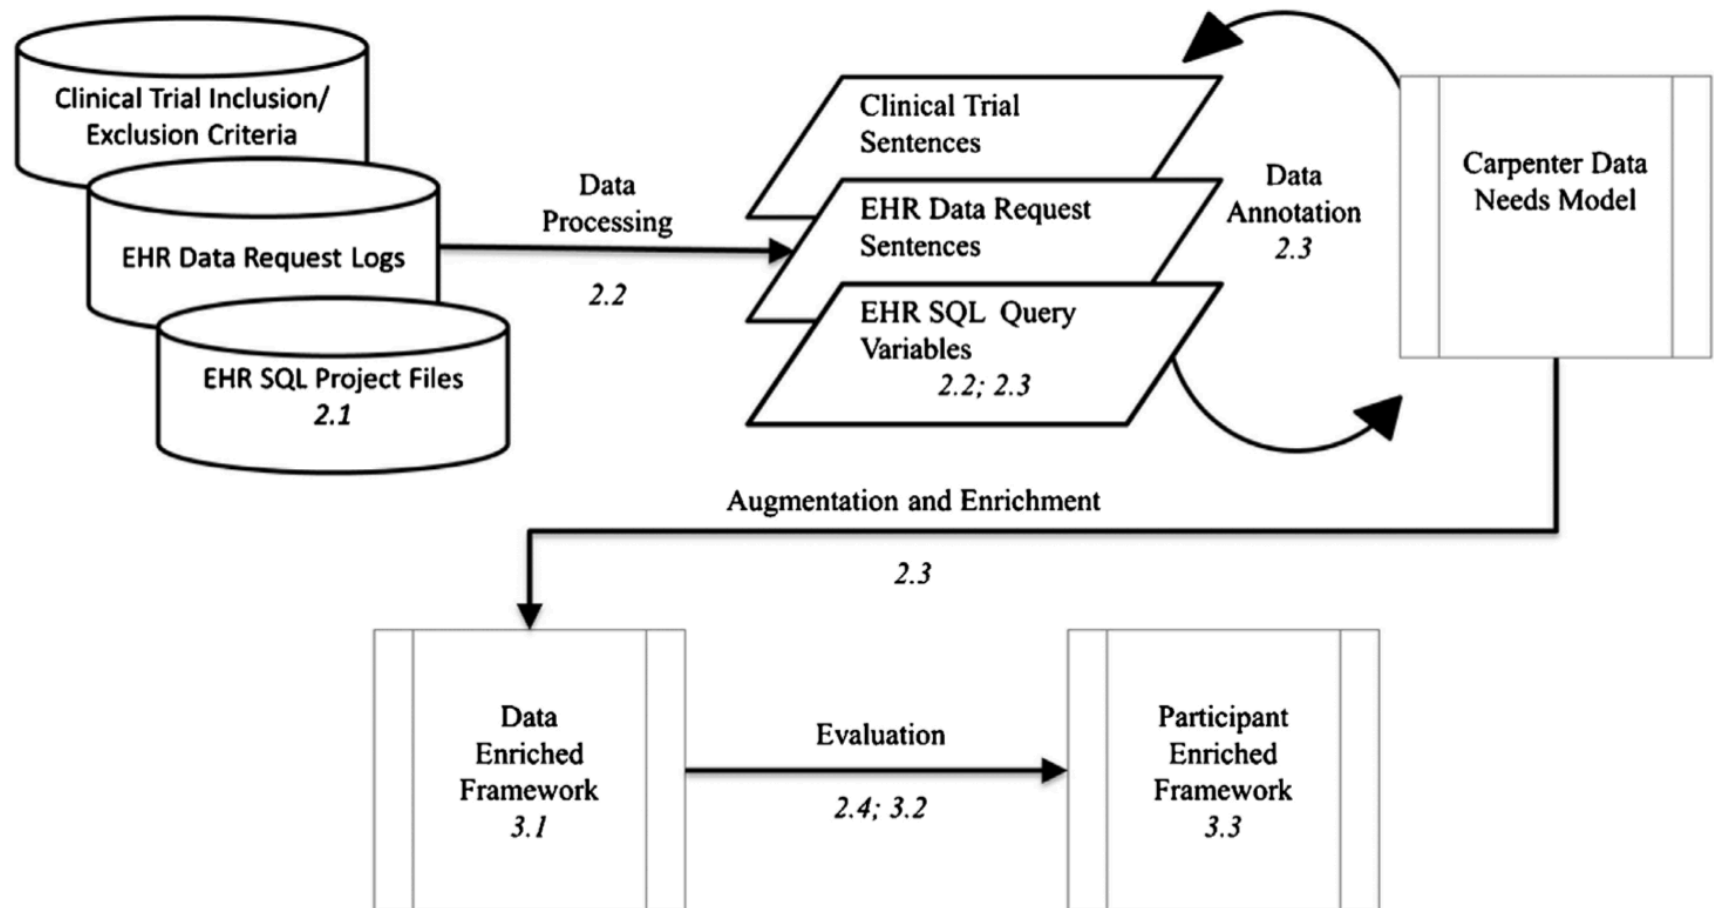 Clinical Trial Inclusion/
Exclusion Criteria
EHR Data Request Logs
EHR SQL Project Files
2.1
Data
Processing
2.2
Clinical Trial
Sentences
EHR Data Request
Sentences
EHR SQL Query
Variables
2.2; 2.3
Data
Annotation
2.3
Carpenter Data
Needs Model
Augmentation and Enrichment
2.3
Data
Enriched
Framework
3.1
Evaluation
2.4; 3.2
Participant
Enriched
Framework
3.3